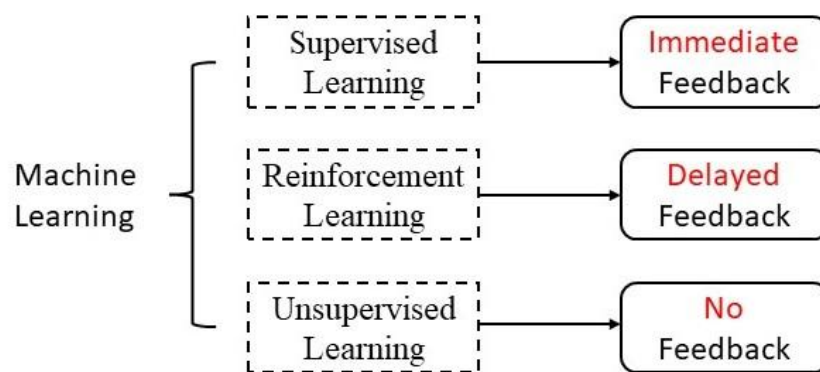 Machine
Learning
Supervised
Learning
Immediate
Feedback
Reinforcement
Learning
Delayed
Feedback
Unsupervised
Learning
No
Feedback